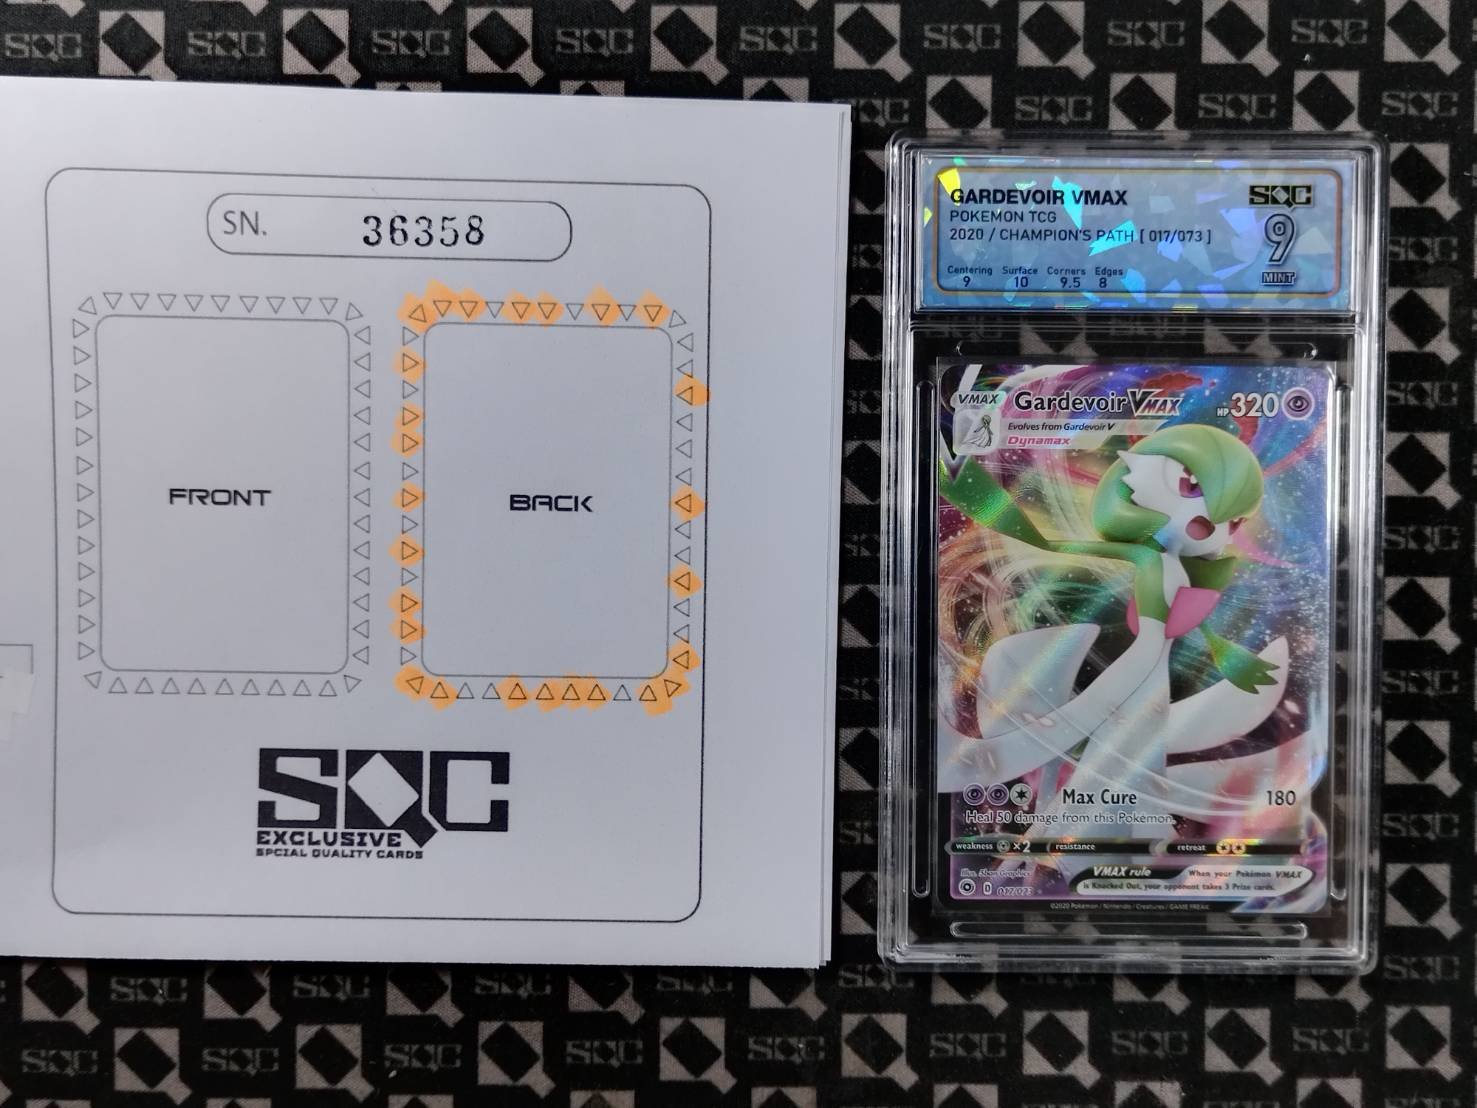 SN. 36358
FRONT
BACK
SQC
EXCLUSIVE
SPCIAL QUALITY CARDS
GARDEVOIR VMAX
POKEMON TCG
2020 / CHAMPION'S PATH [ 017/073 ]
Centering Surface Corners Edges
9 10 9.5 8
SQC
9
MINT
VMAX Gardevoir VMAX HP 320
Evolves from Gardevoir V
Dynamax
Max Cure 180
Heal 50 damage from this Pokémon.
weakness ×2 resistance retreat
Illus. 5ban Graphics
VMAX rule When your Pokémon VMAX
is Knocked Out, your opponent takes 3 Prize cards.
D 017/073
©2020 Pokémon / Nintendo / Creatures / GAME FREAK